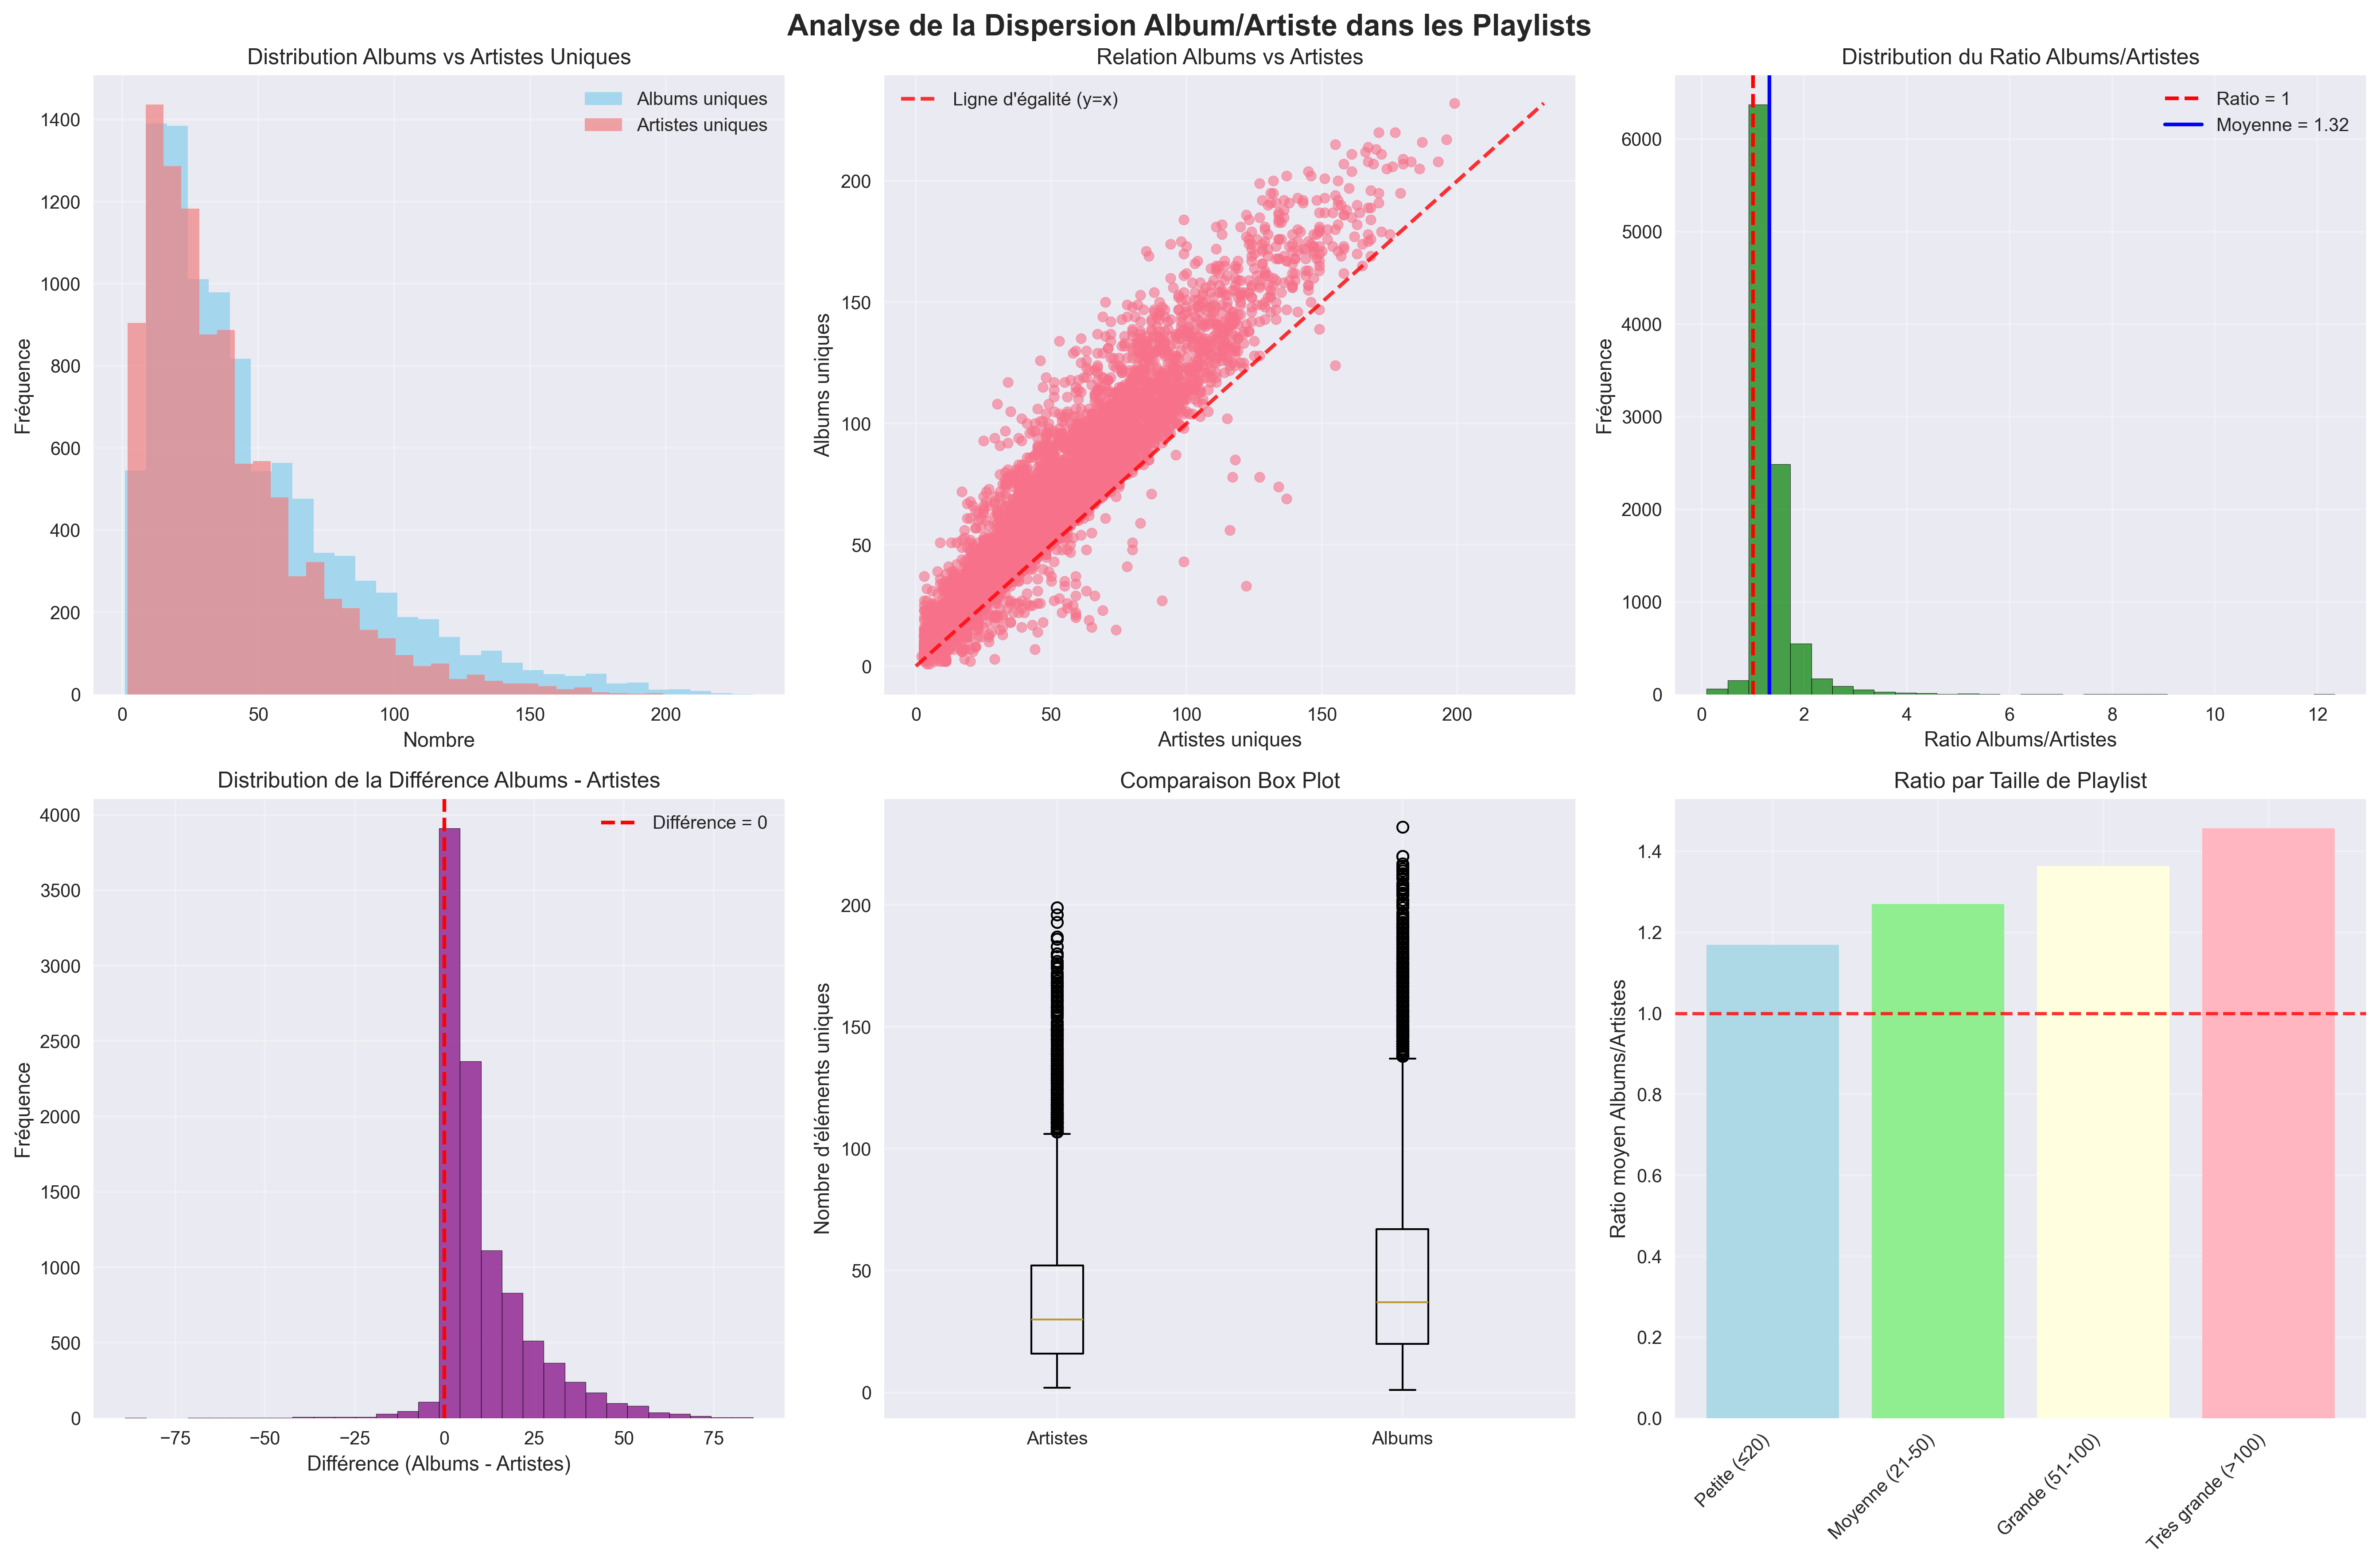 Analyse de la Dispersion Album/Artiste dans les Playlists
Distribution Albums vs Artistes Uniques
Albums uniques
Artistes uniques
Fréquence
1400
1200
1000
800
600
400
200
0
0 50 100 150 200
Nombre
Relation Albums vs Artistes
Ligne d'égalité (y=x)
Albums uniques
200
150
100
50
0
0 50 100 150 200
Artistes uniques
Distribution du Ratio Albums/Artistes
Ratio = 1
Moyenne = 1.32
Fréquence
6000
5000
4000
3000
2000
1000
0
0 2 4 6 8 10 12
Ratio Albums/Artistes
Distribution de la Différence Albums - Artistes
Différence = 0
Fréquence
4000
3500
3000
2500
2000
1500
1000
500
0
−75 −50 −25 0 25 50 75
Différence (Albums - Artistes)
Comparaison Box Plot
Nombre d'éléments uniques
200
150
100
50
0
Artistes Albums
Ratio par Taille de Playlist
Ratio moyen Albums/Artistes
1.4
1.2
1.0
0.8
0.6
0.4
0.2
0.0
Petite (≤20)
Moyenne (21-50)
Grande (51-100)
Très grande (>100)